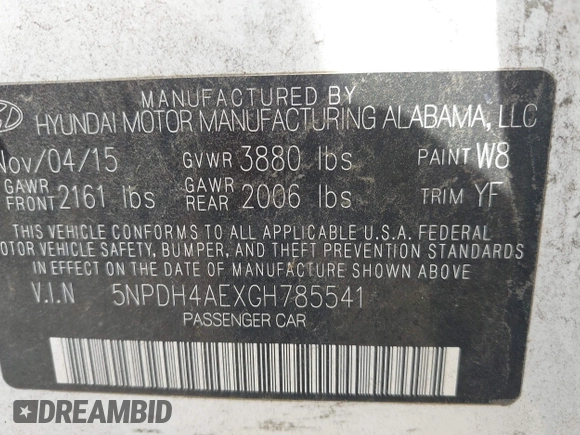 MANUFACTURED BY
HYUNDAI MOTOR MANUFACTURING ALABAMA, LLC
Nov/04/15 GVWR 3880 lbs PAINT W8
GAWR FRONT 2161 lbs GAWR REAR 2006 lbs TRIM YF
THIS VEHICLE CONFORMS TO ALL APPLICABLE U.S.A. FEDERAL
MOTOR VEHICLE SAFETY, BUMPER, AND THEFT PREVENTION STANDARDS
IN EFFECT ON THE DATE OF MANUFACTURE SHOWN ABOVE.
V.I.N 5NPDH4AEXGH785541
PASSENGER CAR
DREAMBID